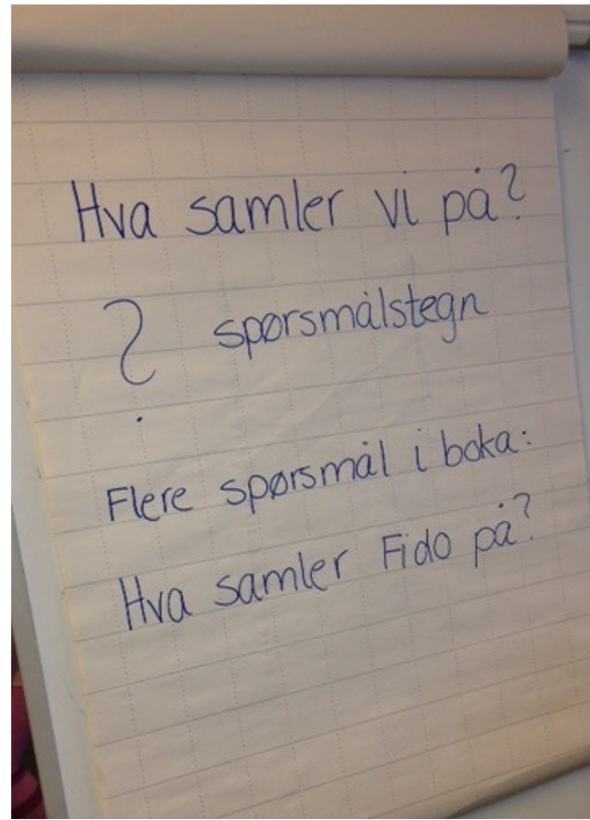 Hva samler vi på?
? spørsmålstegn
Flere spørsmål i boka:
Hva samler Fido på?